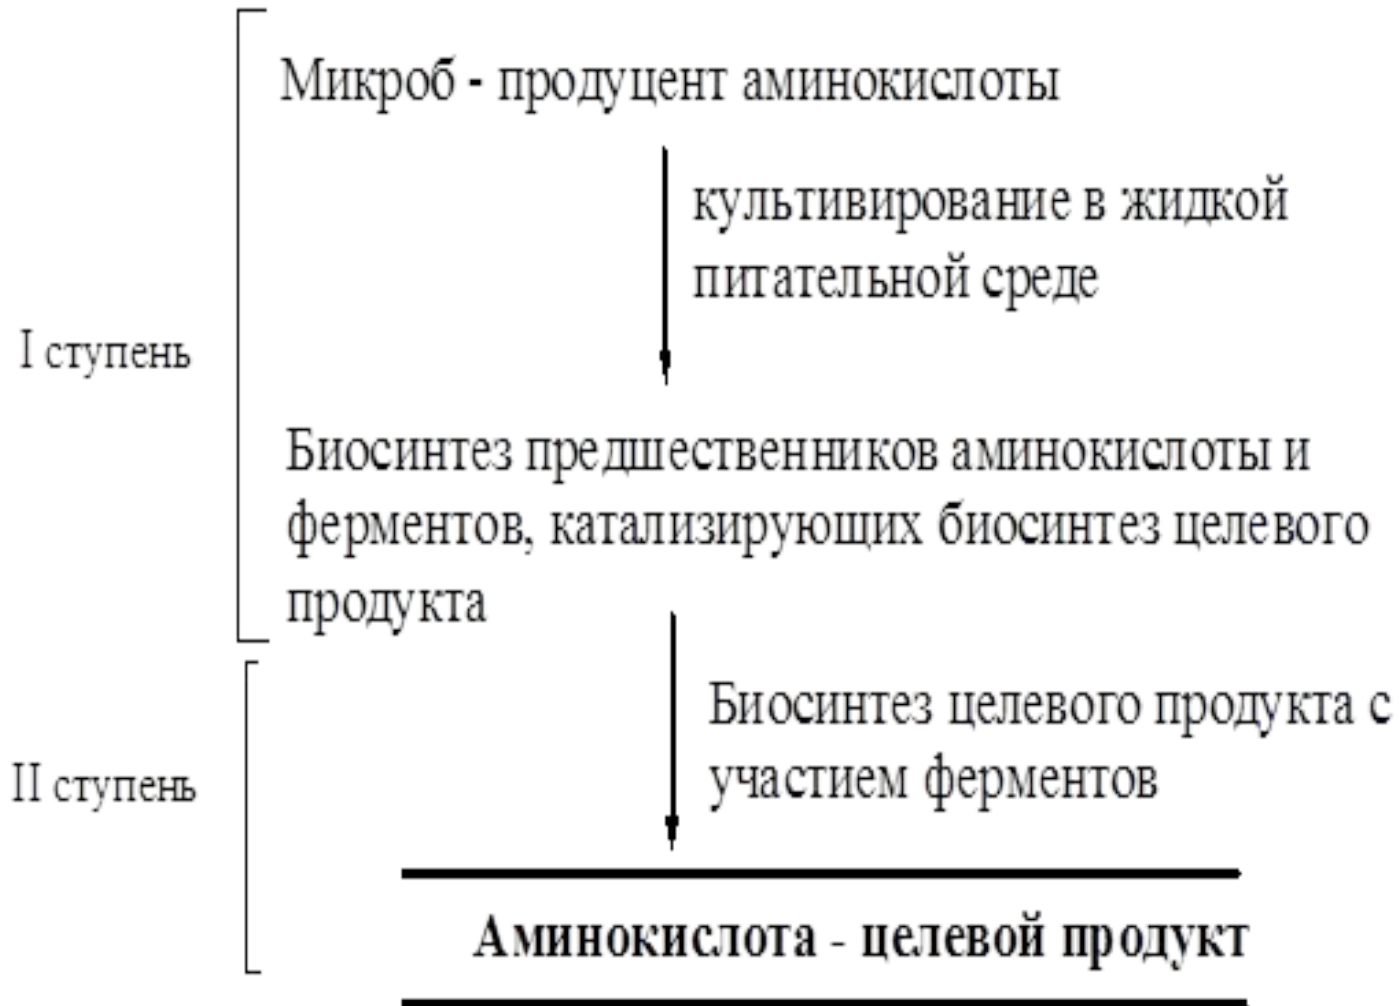 Микроб - продуцент аминокислоты
культивирование в жидкой
питательной среде
I ступень
Биосинтез предшественников аминокислоты и
ферментов, катализирующих биосинтез целевого
продукта
Биосинтез целевого продукта с
участием ферментов
II ступень
Аминокислота - целевой продукт